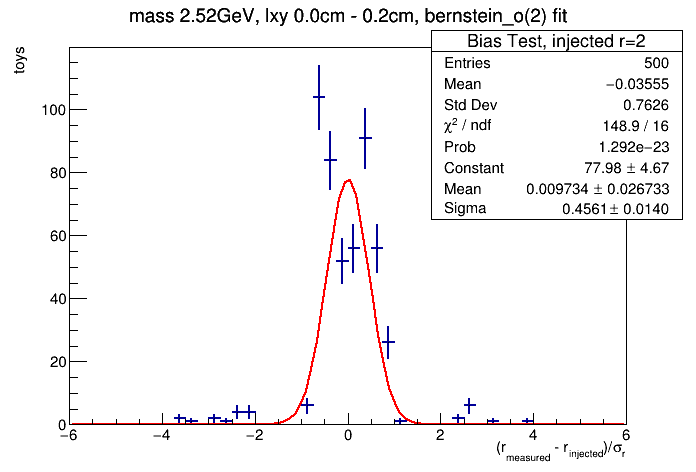 mass 2.52GeV, lxy 0.0cm - 0.2cm, bernstein_o(2) fit
toys
Bias Test, injected r=2
Entries 500
Mean −0.03555
Std Dev 0.7626
χ² / ndf 148.9 / 16
Prob 1.292e−23
Constant 77.98 ± 4.67
Mean 0.009734 ± 0.026733
Sigma 0.4561 ± 0.0140
100
80
60
40
20
0
−6 −4 −2 0 2 4 6
(r_measured - r_injected)/σ_r